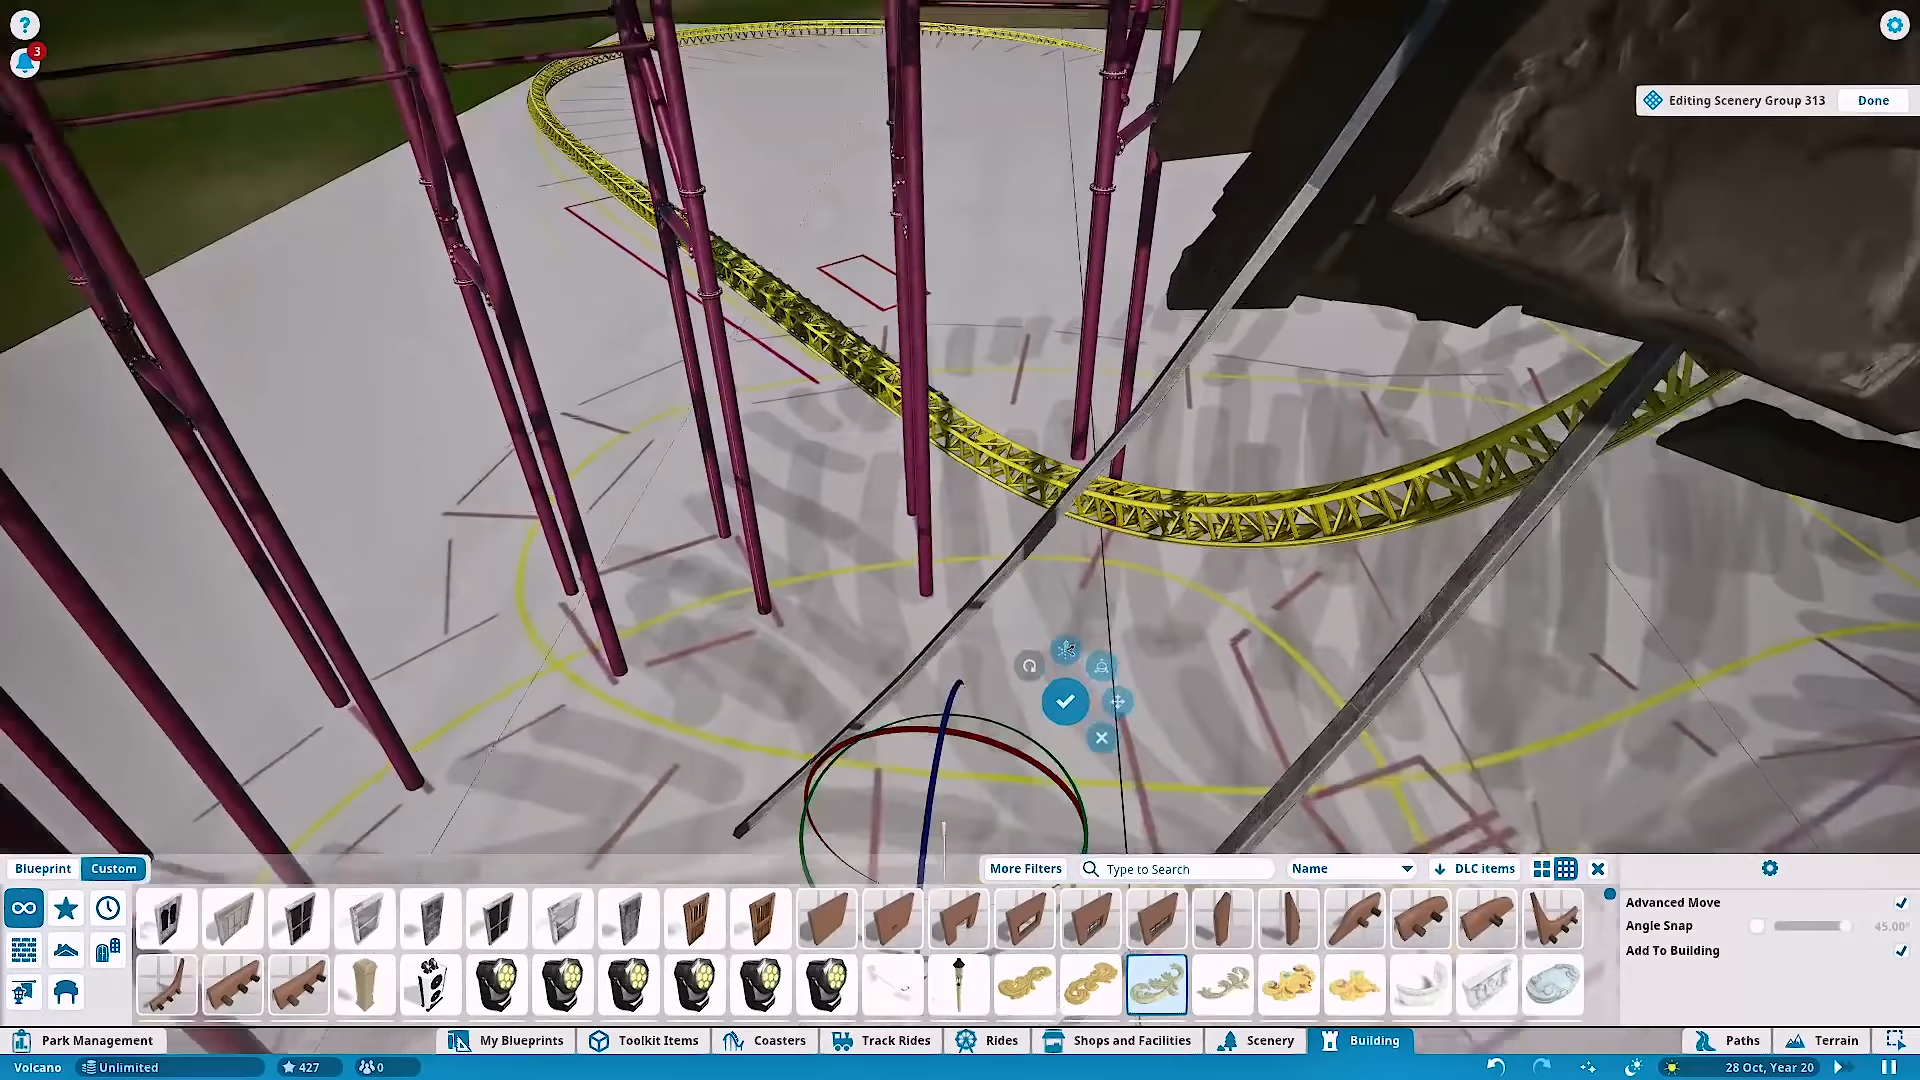 ?
3
Editing Scenery Group 313
Done
Blueprint
Custom
More Filters
Type to Search
Name
DLC items
Advanced Move
Angle Snap
45.00°
Add To Building
Park Management
My Blueprints
Toolkit Items
Coasters
Track Rides
Rides
Shops and Facilities
Scenery
Building
Paths
Terrain
Volcano
Unlimited
427
0
28 Oct, Year 20